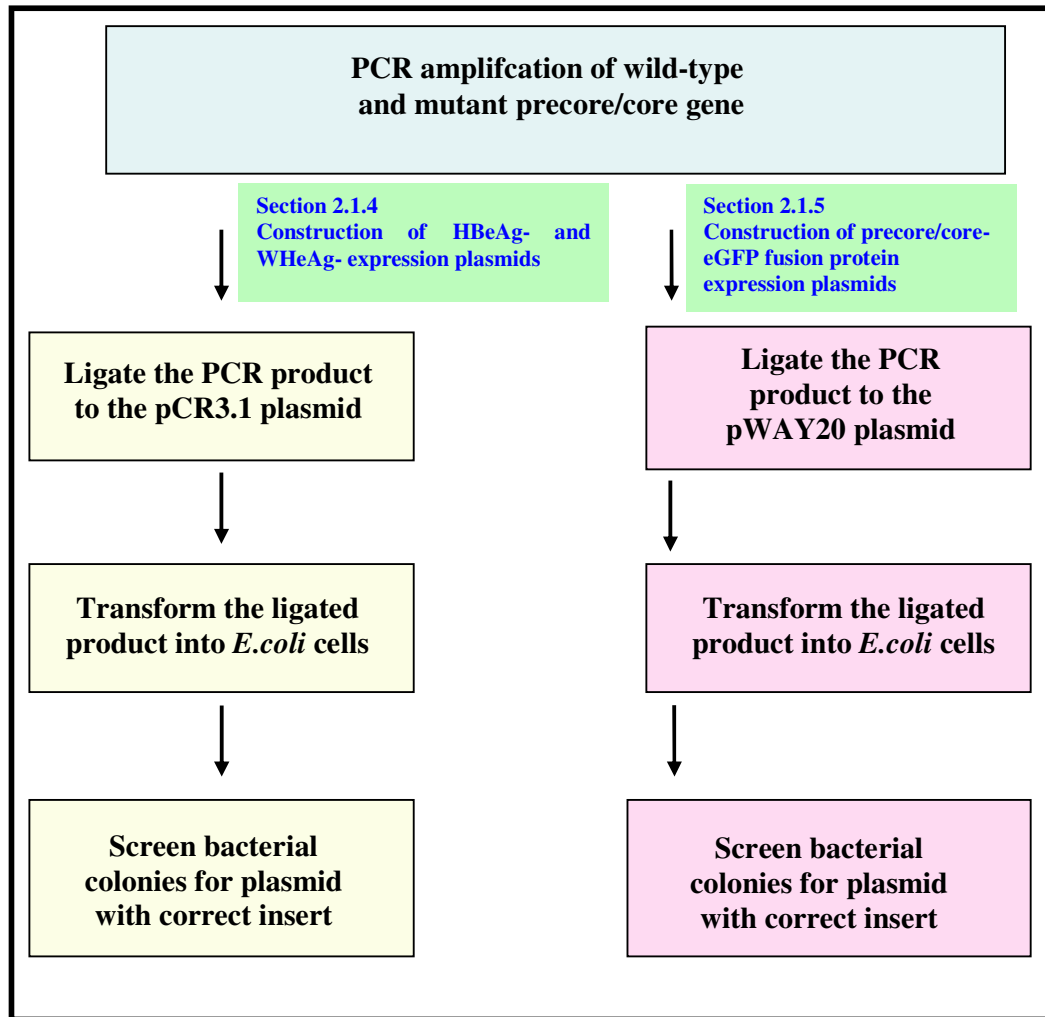 PCR amplifcation of wild-type
and mutant precore/core gene
Section 2.1.4
Construction of HBeAg- and
WHeAg- expression plasmids
Section 2.1.5
Construction of precore/core-
eGFP fusion protein
expression plasmids
Ligate the PCR product
to the pCR3.1 plasmid
Ligate the PCR
product to the
pWAY20 plasmid
Transform the ligated
product into E.coli cells
Transform the ligated
product into E.coli cells
Screen bacterial
colonies for plasmid
with correct insert
Screen bacterial
colonies for plasmid
with correct insert